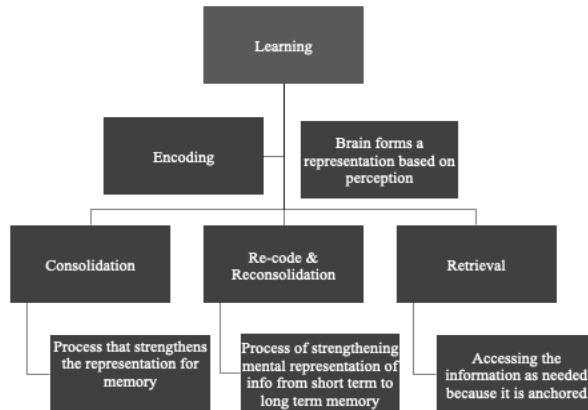 Learning
Encoding
Brain forms a
representation based on
perception
Consolidation
Re-code &
Reconsolidation
Retrieval
Process that strengthens
the representation for
memory
Process of strengthening
mental representation of
info from short term to
long term memory
Accessing the
information as needed
because it is anchored